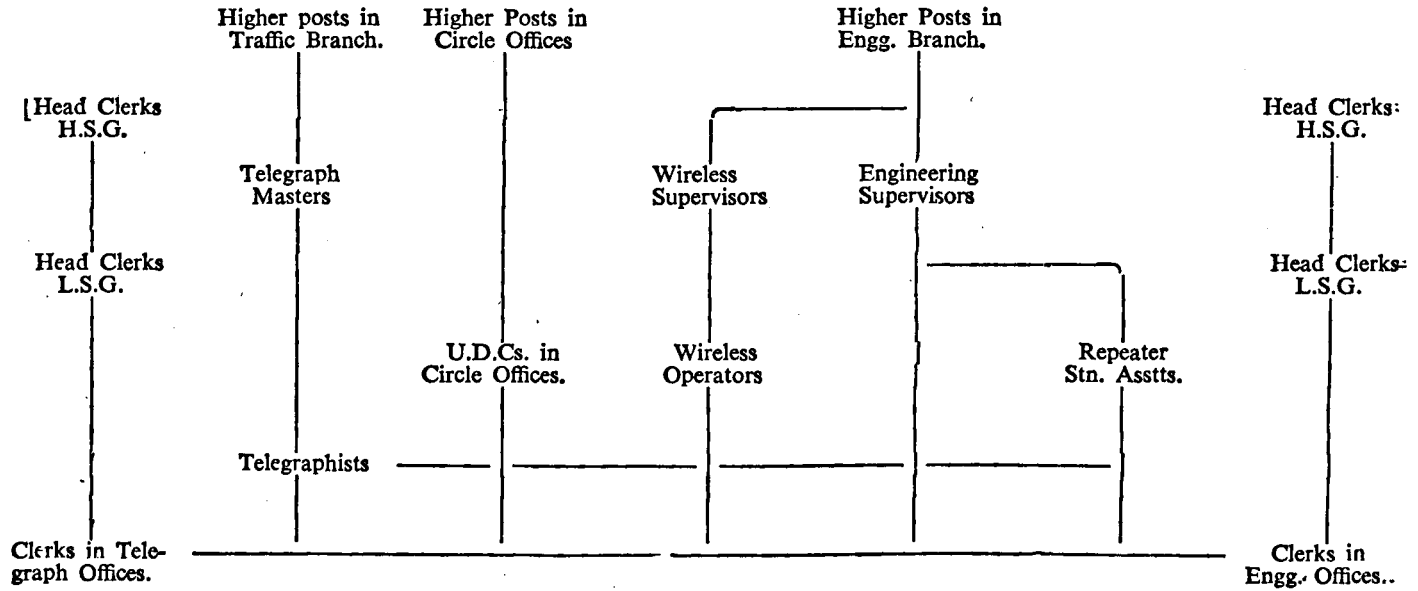 Higher posts in
Traffic Branch.
Higher Posts in
Circle Offices
Higher Posts in
Engg. Branch.
[Head Clerks
H.S.G.
Head Clerks:
H.S.G.
Telegraph
Masters
Wireless
Supervisors
Engineering
Supervisors
Head Clerks
L.S.G.
Head Clerks
L.S.G.
U.D.Cs. in
Circle Offices.
Wireless
Operators
Repeater
Stn. Asstts.
Telegraphists
Clerks in Tele-
graph Offices.
Clerks in
Engg. Offices..